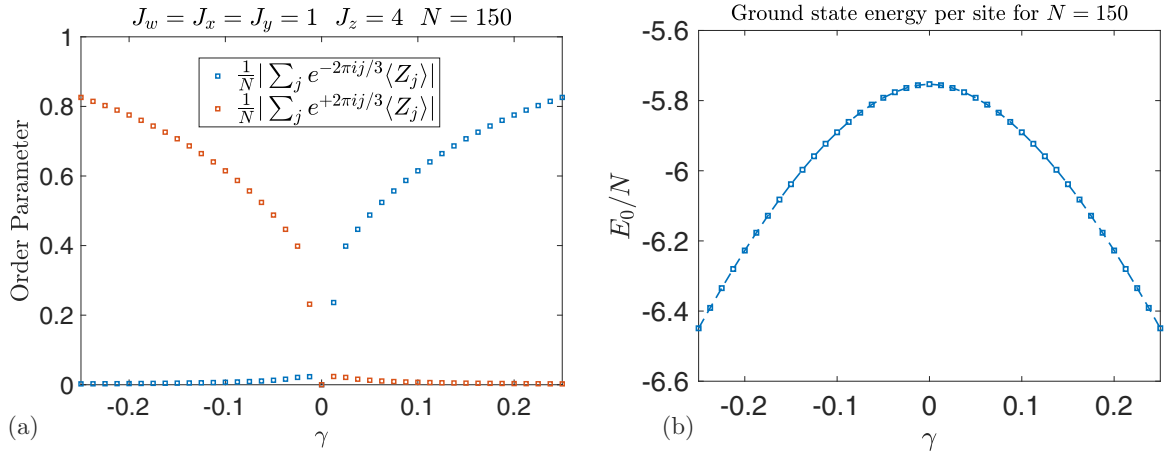 J_w = J_x = J_y = 1 J_z = 4 N = 150
1
0.8
0.6
0.4
0.2
0
Order Parameter
1/N |∑_j e^{-2πij/3}⟨Z_j⟩|
1/N |∑_j e^{+2πij/3}⟨Z_j⟩|
-0.2 -0.1 0 0.1 0.2
γ
(a)
Ground state energy per site for N = 150
-5.6
-5.8
-6
-6.2
-6.4
-6.6
E_0/N
-0.2 -0.1 0 0.1 0.2
γ
(b)